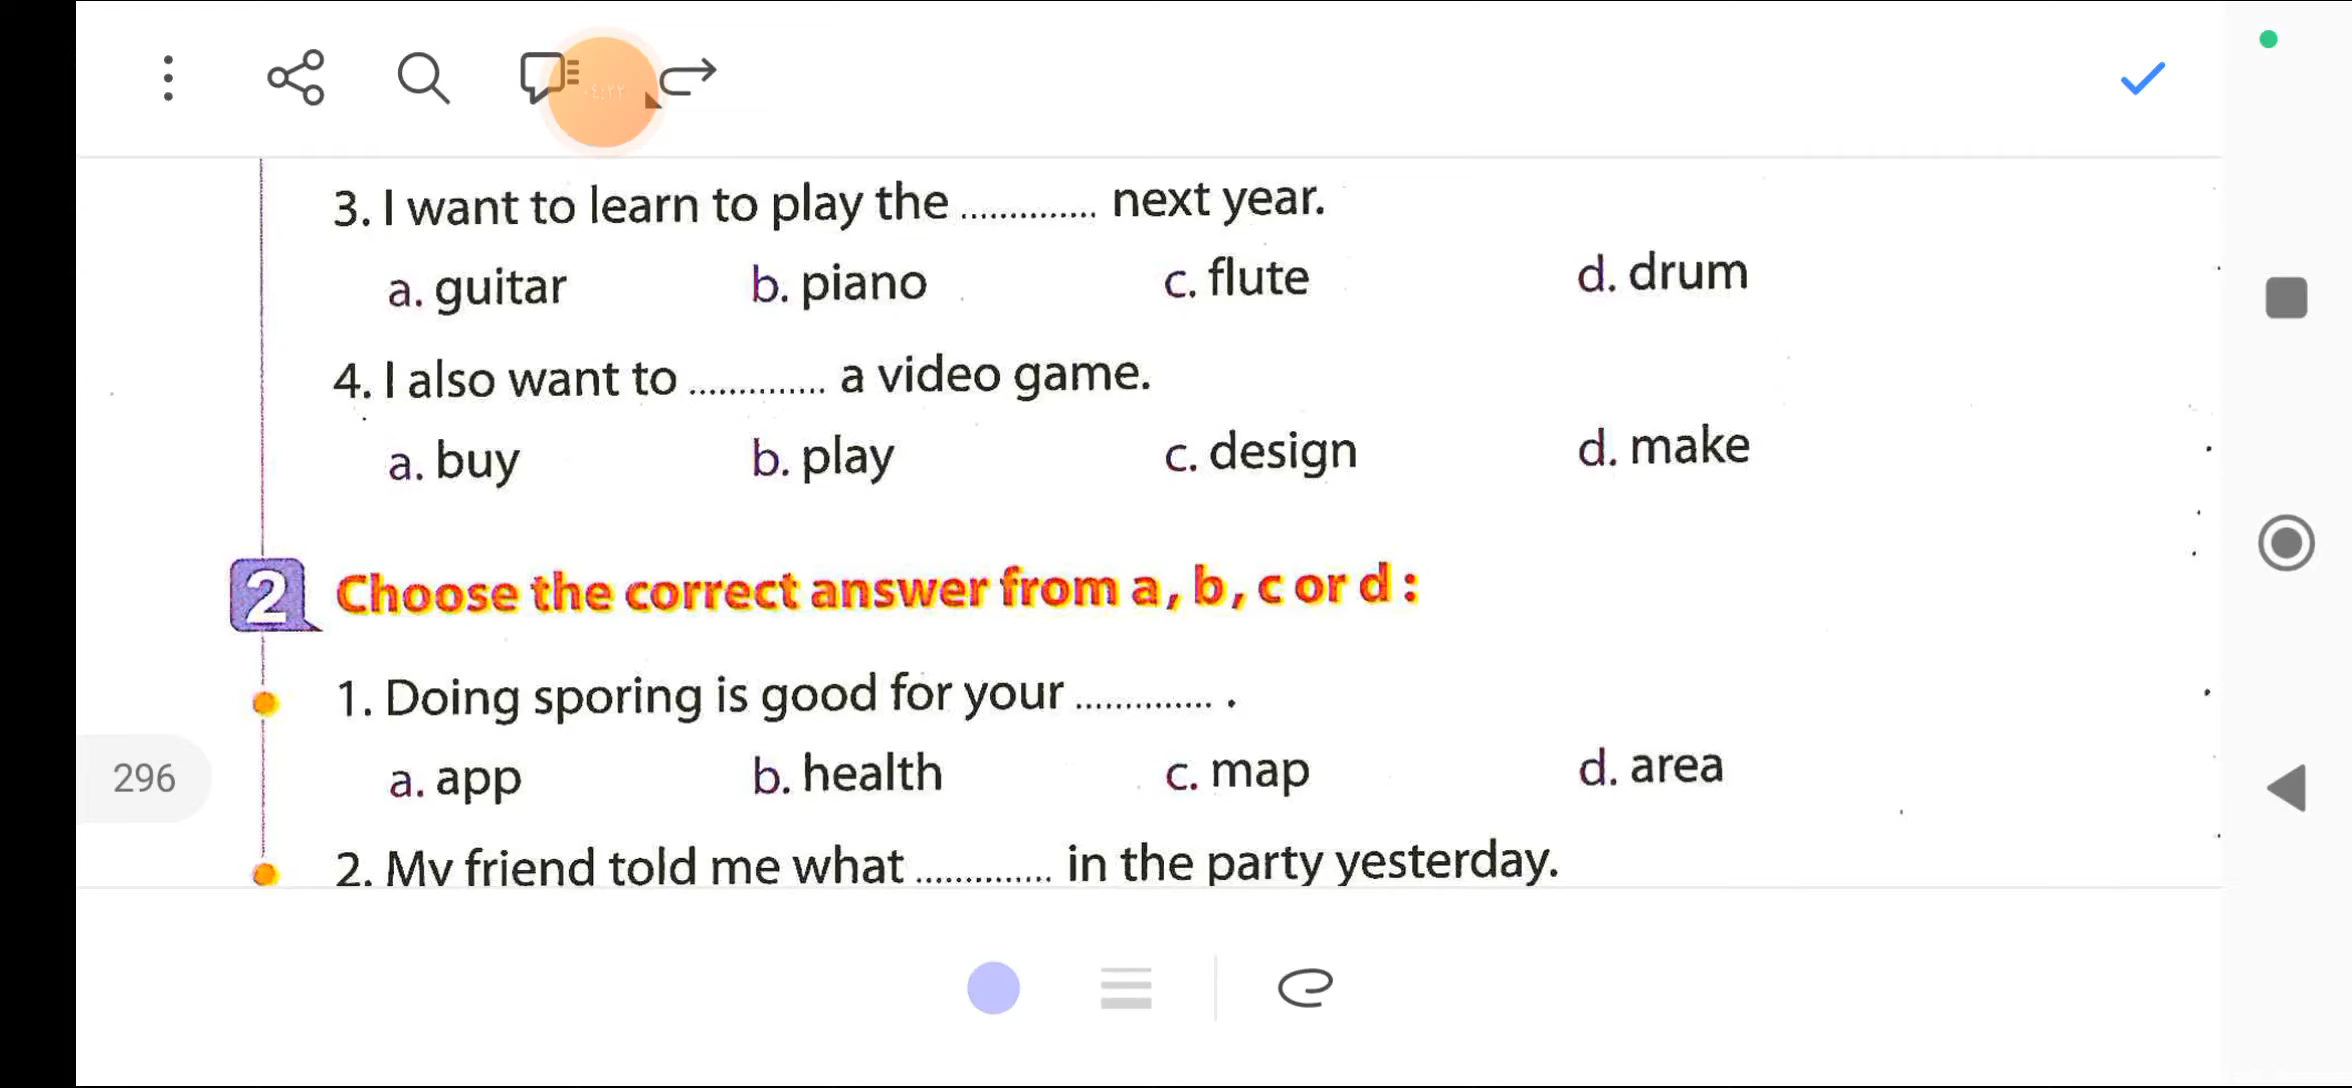 3. I want to learn to play the .............. next year.
a. guitar b. piano c. flute d. drum
4. I also want to .............. a video game.
a. buy b. play c. design d. make
2 Choose the correct answer from a, b, c or d :
1. Doing sporing is good for your .............. .
a. app b. health c. map d. area
296
2. My friend told me what .............. in the party yesterday.